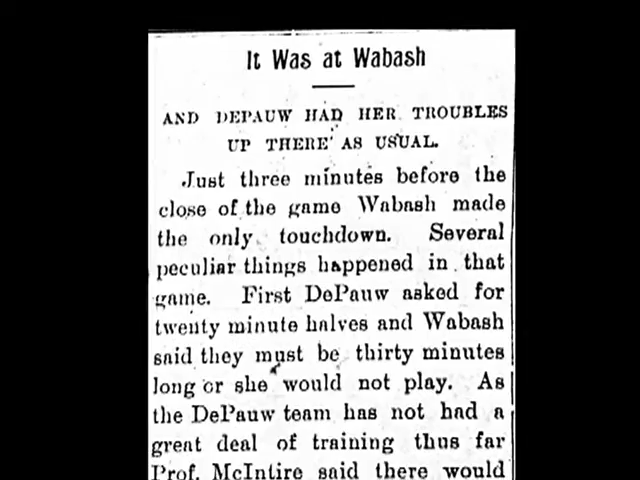 It Was at Wabash
AND DEPAUW HAD HER TROUBLES
UP THERE AS USUAL.
Just three minutes before the
close of the game Wabash made
the only touchdown. Several
peculiar things happened in that
game. First DePauw asked for
twenty minute halves and Wabash
said they must be thirty minutes
long or she would not play. As
the DePauw team has not had a
great deal of training thus far
Prof. McIntire said there would